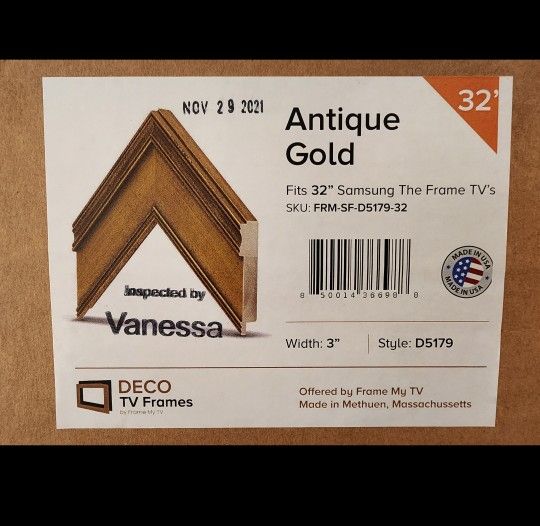 NOV 29 2021
32'
Antique
Gold
Fits 32" Samsung The Frame TV's
SKU: FRM-SF-D5179-32
MADE IN USA
MADE IN USA
8 50014 36698 0
Inspected by
Vanessa
Width: 3"
Style: D5179
DECO
TV Frames
by Frame My TV
Offered by Frame My TV
Made in Methuen, Massachussetts